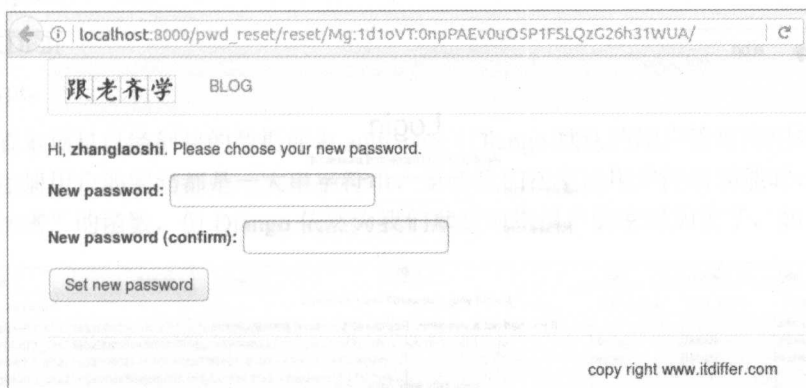 localhost:8000/pwd_reset/reset/Mg:1d1oVT:0npPAEv0uO5P1F5LQzG26h31WUA/
跟老齐学 BLOG
Hi, zhanglaoshi. Please choose your new password.
New password:
New password (confirm):
Set new password
copy right www.itdiffer.com